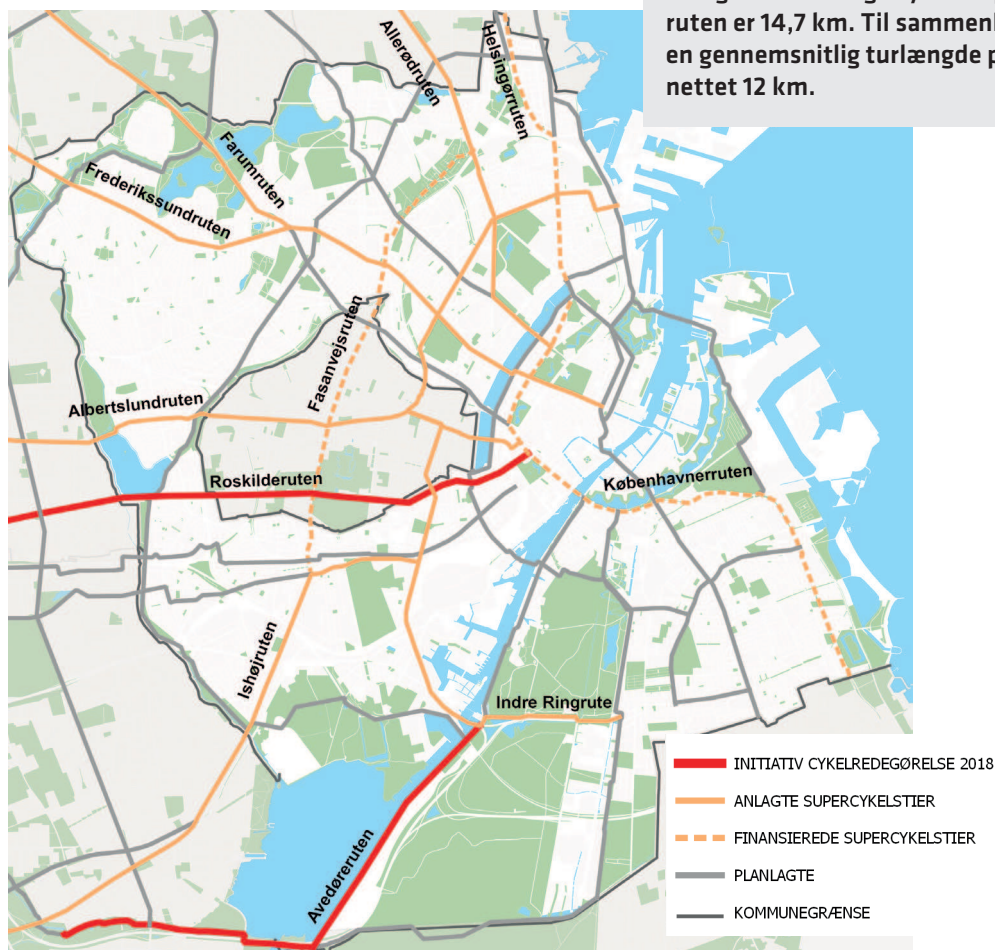 ruten er 14,7 km. Til
en gennemsnitlig turlængde
nettet 12 km.
Allerødruten
Helsingørruten
Farumruten
Frederikssundruten
Fasanvejsruten
Albertslundruten
Roskilderuten
Københavnerruten
Ishøjruten
Indre Ringrute
Avedøreruten
INITIATIV CYKELREDEGØRELSE 2018
ANLAGTE SUPERCYKELSTIER
FINANSIEREDE SUPERCYKELSTIER
PLANLAGTE
KOMMUNEGRÆNSE